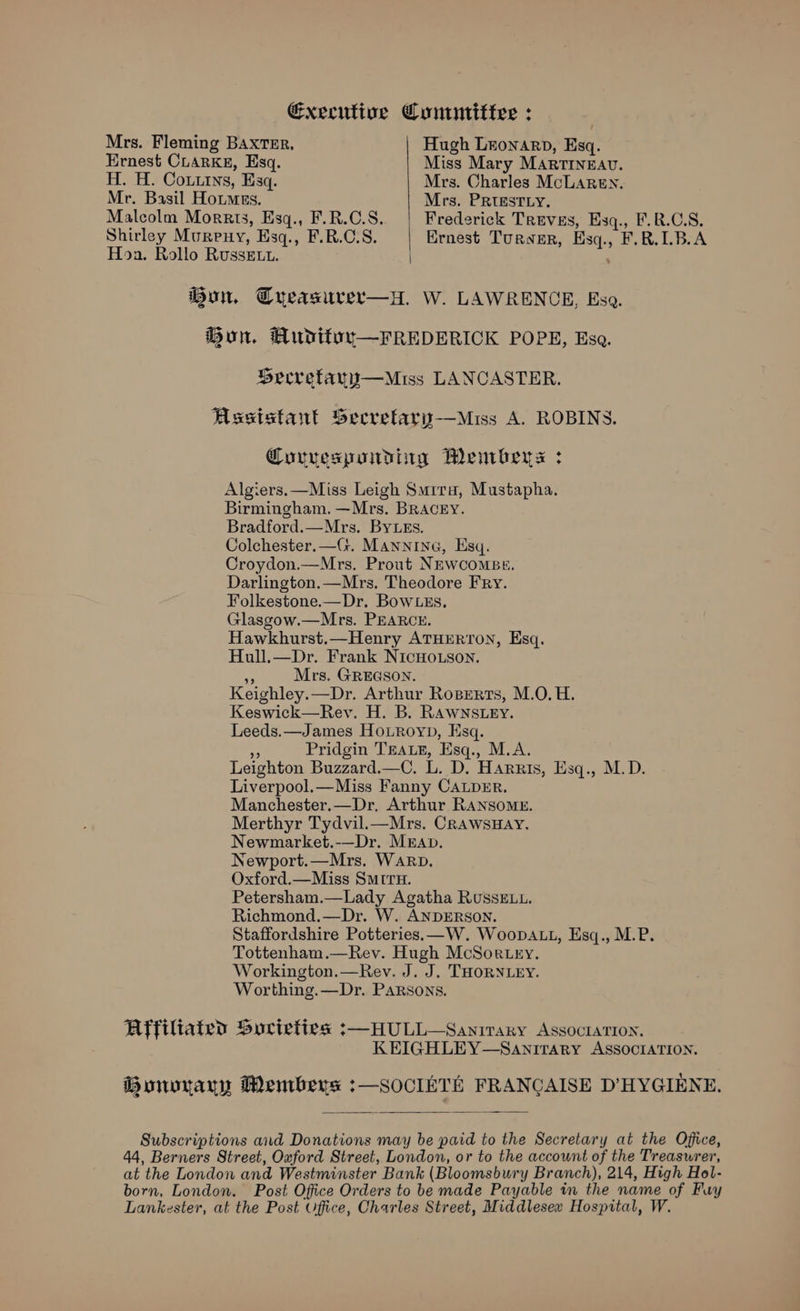 Executive Committee :
Mrs. Fleming BAXTER.
Ernest CLARKE, Esq.
H. H. COLLINS, Esq.
Mr. Basil HOLMES.
Malcolm MORRIS, Esq., F.R.C.S.
Shirley MURPHY, Esq., F.R.C.S.
Hon. Rollo RUSSELL.
Hugh LEONARD, Esq.
Miss Mary MARTINEAU.
Mrs. Charles MCLAREN.
Mrs. PRIESTLY.
Frederick TREVES, Esq., F.R.C.S.
Ernest TURNER, Esq., F.R.I.B.A
Hon. Treasurer—H. W. LAWRENCE, Esq.
Hon. Auditor—FREDERICK POPE, Esq.
Secretary—Miss LANCASTER.
Assistant Secretary—Miss A. ROBINS.
Corresponding Members :
Algiers.—Miss Leigh SMITH, Mustapha.
Birmingham.—Mrs. BRACEY.
Bradford.—Mrs. BYLES.
Colchester.—G. MANNING, Esq.
Croydon.—Mrs. Prout NEWCOMBE.
Darlington.—Mrs. Theodore FRY.
Folkestone.—Dr. BOWLES.
Glasgow.—Mrs. PEARCE.
Hawkhurst.—Henry ATHERTON, Esq.
Hull.—Dr. Frank NICHOLSON.
„ Mrs. GREGSON.
Keighley.—Dr. Arthur ROBERTS, M.O.H.
Keswick—Rev. H. B. RAWNSLEY.
Leeds.—James HOLROYD, Esq.
„ Pridgin TEALE, Esq., M.A.
Leighton Buzzard.—C. L. D. HARRIS, Esq., M.D.
Liverpool.—Miss Fanny CALDER.
Manchester.—Dr. Arthur RANSOME.
Merthyr Tydvil.—Mrs. CRAWSHAY.
Newmarket.—Dr. MEAD.
Newport.—Mrs. WARD.
Oxford.—Miss SMITH.
Petersham.—Lady Agatha RUSSELL.
Richmond.—Dr. W. ANDERSON.
Staffordshire Potteries.—W. WOODALL, Esq., M.P.
Tottenham.—Rev. Hugh MCSORLEY.
Workington.—Rev. J. J. THORNLEY.
Worthing.—Dr. PARSONS.
Affiliated Societies :—HULL—SANITARY ASSOCIATION.
KEIGHLEY—SANITARY ASSOCIATION.
Honorary Members :—SOCIÉTÉ FRANÇAISE D'HYGIÈNE.
Subscriptions and Donations may be paid to the Secretary at the Office,
44, Berners Street, Oxford Street, London, or to the account of the Treasurer,
at the London and Westminster Bank (Bloomsbury Branch), 214, High Hol-
born, London. Post Office Orders to be made Payable in the name of Fay
Lankester, at the Post Office, Charles Street, Middlesex Hospital, W.